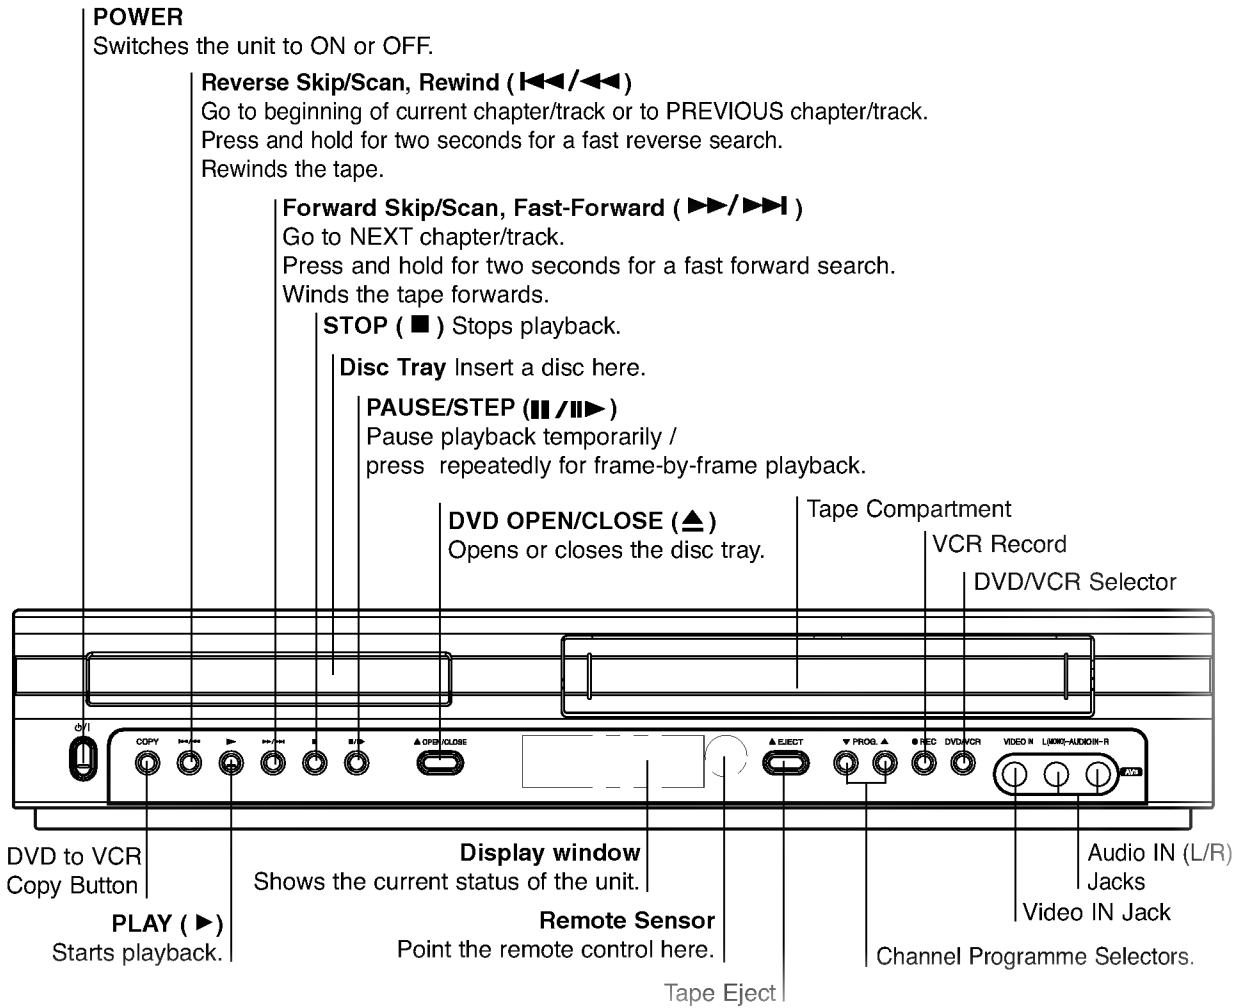 POWER
Switches the unit to ON or OFF.
Reverse Skip/Scan, Rewind (⏮/◀◀)
Go to beginning of current chapter/track or to PREVIOUS chapter/track.
Press and hold for two seconds for a fast reverse search.
Rewinds the tape.
Forward Skip/Scan, Fast-Forward ( ▶▶/▶▶I )
Go to NEXT chapter/track.
Press and hold for two seconds for a fast forward search.
Winds the tape forwards.
STOP ( ■ ) Stops playback.
Disc Tray Insert a disc here.
PAUSE/STEP (II /II▶ )
Pause playback temporarily /
press repeatedly for frame-by-frame playback.
DVD OPEN/CLOSE (▲)
Opens or closes the disc tray.
Tape Compartment
VCR Record
DVD/VCR Selector
COPY
▲ OPEN/CLOSE
▲ EJECT
▼ PROG. ▲
● REC
DVD/VCR
VIDEO IN
L(MONO)–AUDIO IN–R
DVD to VCR
Copy Button
PLAY ( ▶ )
Starts playback.
Display window
Shows the current status of the unit.
Remote Sensor
Point the remote control here.
Tape Eject
Channel Programme Selectors.
Video IN Jack
Audio IN (L/R)
Jacks